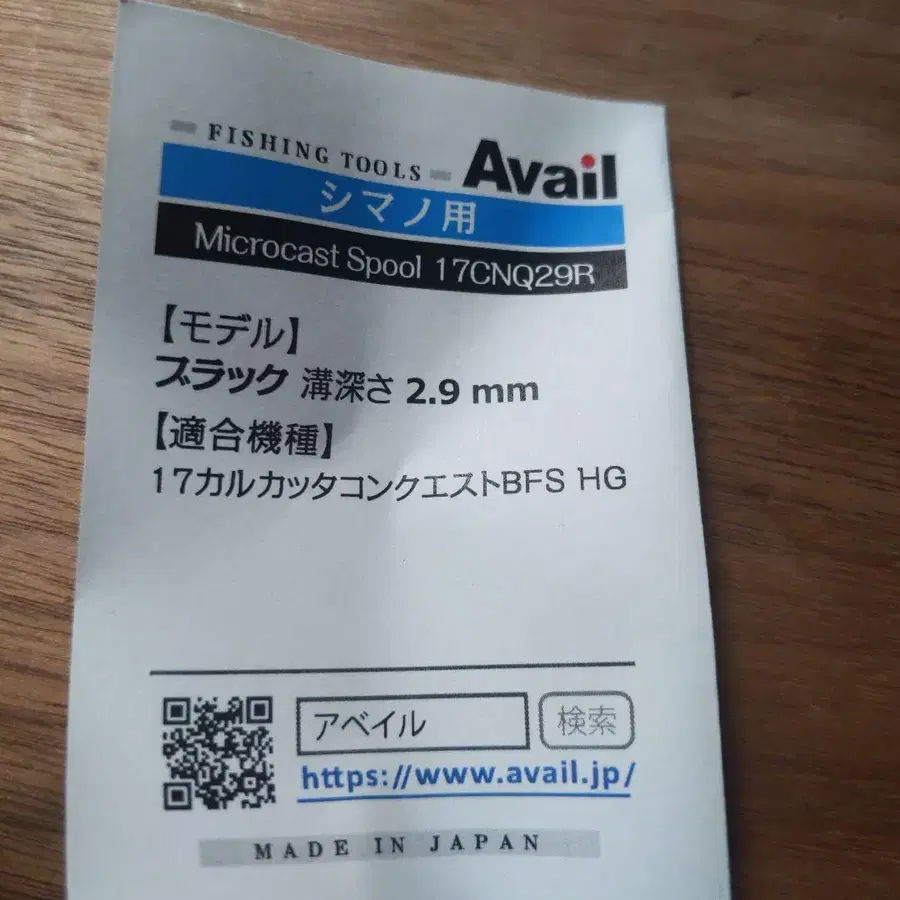 FISHING TOOLS
Avail
シマノ用
Microcast Spool 17CNQ29R
【モデル】
ブラック 溝深さ 2.9 mm
【適合機種】
17カルカッタコンクエストBFS HG
アベイル 検索
https://www.avail.jp/
MADE IN JAPAN